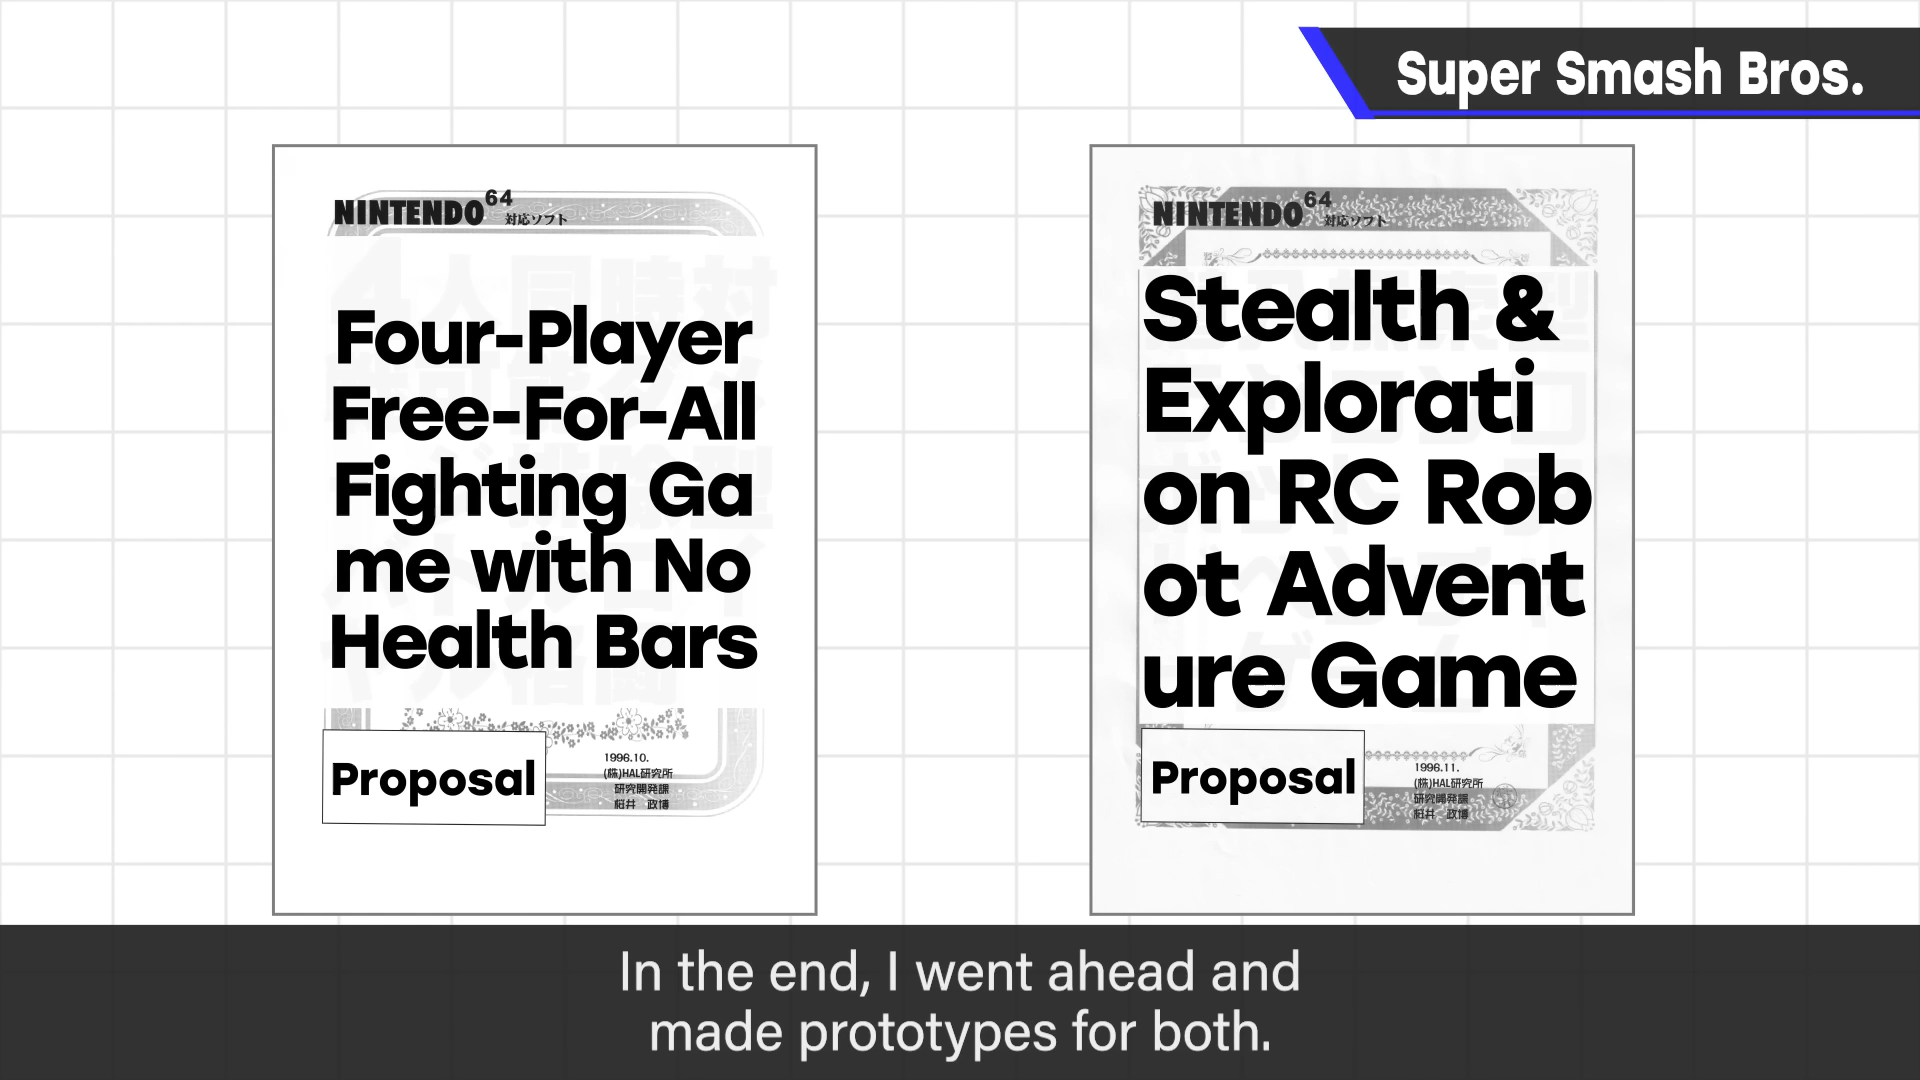 Super Smash Bros.
NINTENDO64
対応ソフト
Four-Player
Free-For-All
Fighting Ga
me with No
Health Bars
Proposal
1996.10.
(株)HAL研究所
研究開発課
桜井 政博
NINTENDO64
対応ソフト
Stealth &
Explorati
on RC Rob
ot Advent
ure Game
Proposal
1996.11.
(株)HAL研究所
研究開発課
桜井 政博
In the end, I went ahead and
made prototypes for both.